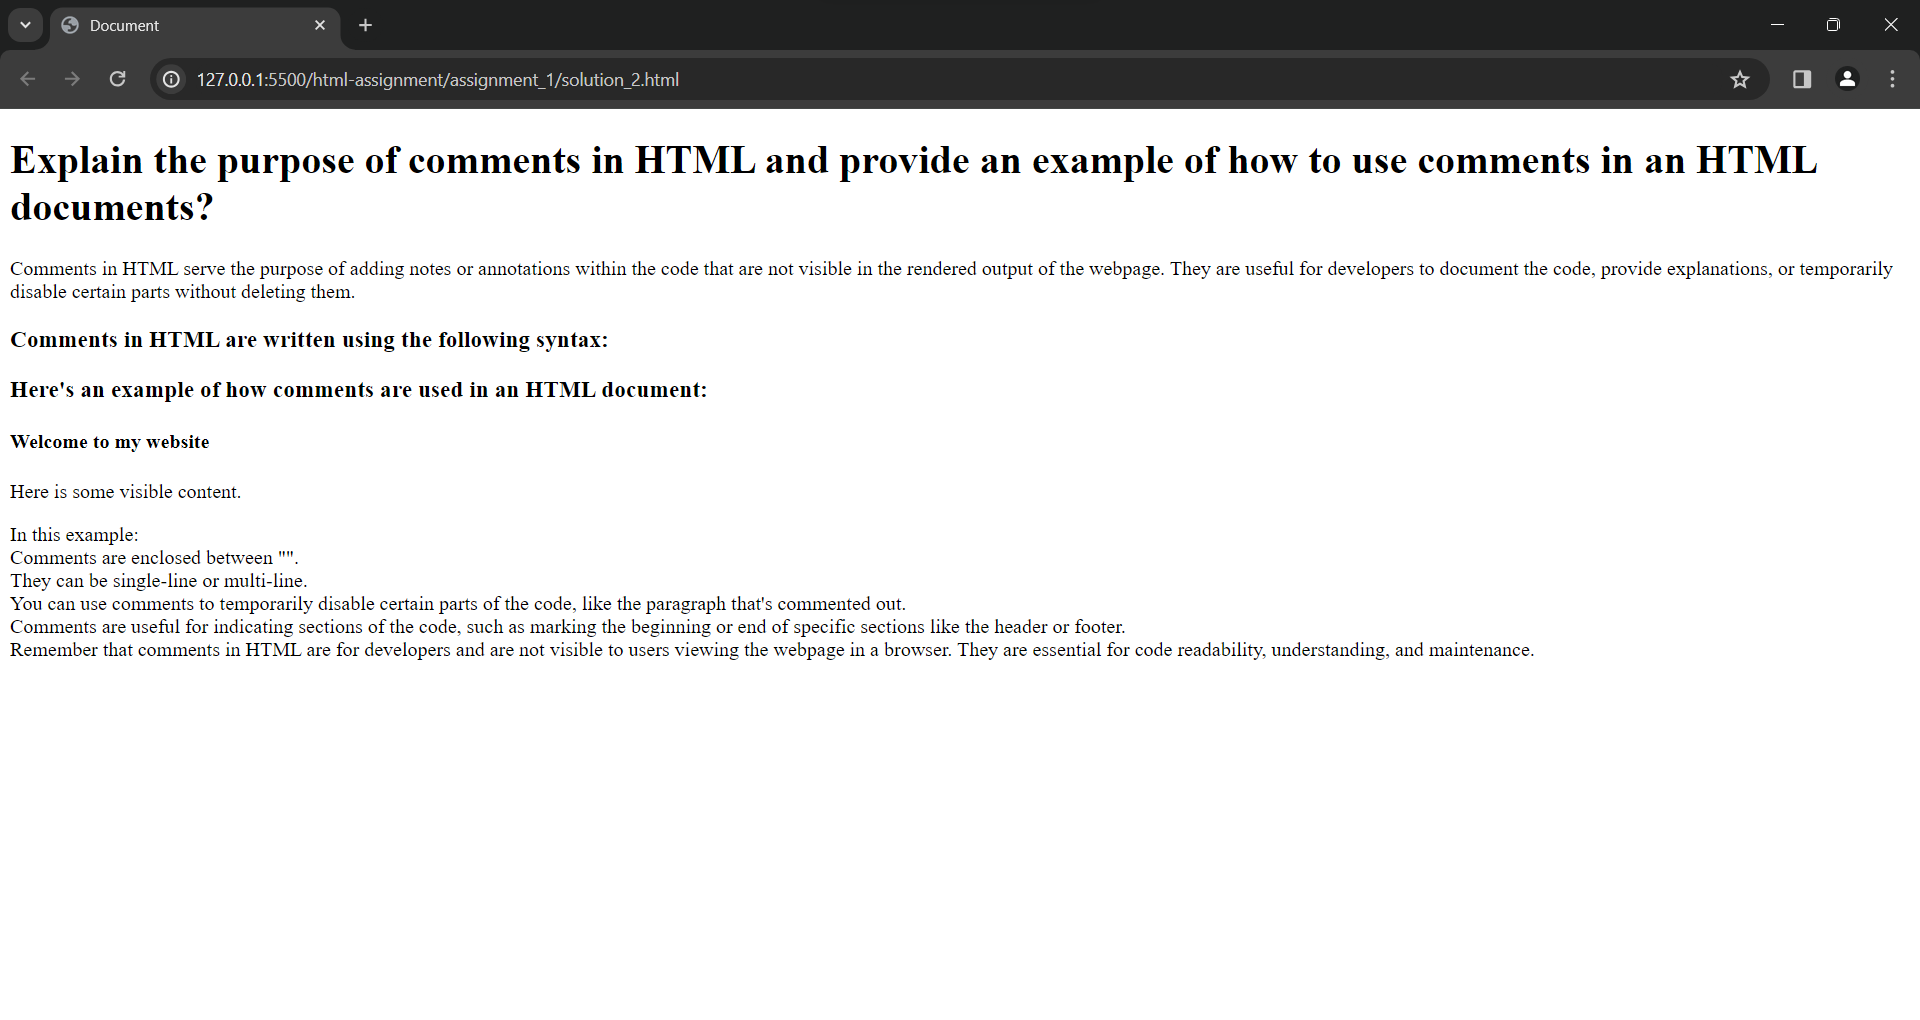 Document
127.0.0.1:5500/html-assignment/assignment_1/solution_2.html
Explain the purpose of comments in HTML and provide an example of how to use comments in an HTML
documents?
Comments in HTML serve the purpose of adding notes or annotations within the code that are not visible in the rendered output of the webpage. They are useful for developers to document the code, provide explanations, or temporarily
disable certain parts without deleting them.
Comments in HTML are written using the following syntax:
Here's an example of how comments are used in an HTML document:
Welcome to my website
Here is some visible content.
In this example:
Comments are enclosed between "".
They can be single-line or multi-line.
You can use comments to temporarily disable certain parts of the code, like the paragraph that's commented out.
Comments are useful for indicating sections of the code, such as marking the beginning or end of specific sections like the header or footer.
Remember that comments in HTML are for developers and are not visible to users viewing the webpage in a browser. They are essential for code readability, understanding, and maintenance.